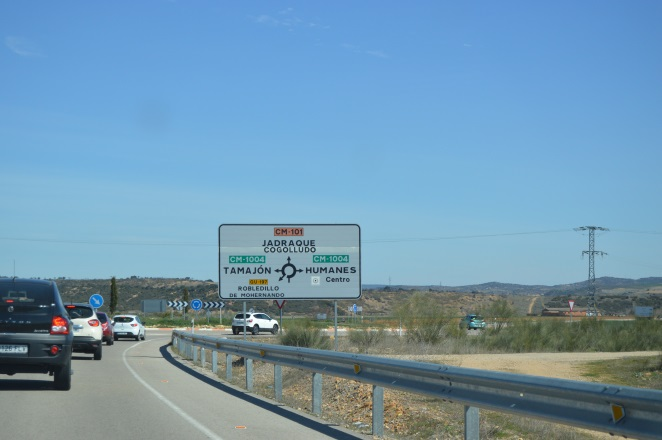 CM-101
JADRAQUE
COGOLLUDO
CM-1004 CM-1004
TAMAJÓN HUMANES
GU-187 Centro
ROBLEDILLO
DE MOHERNANDO